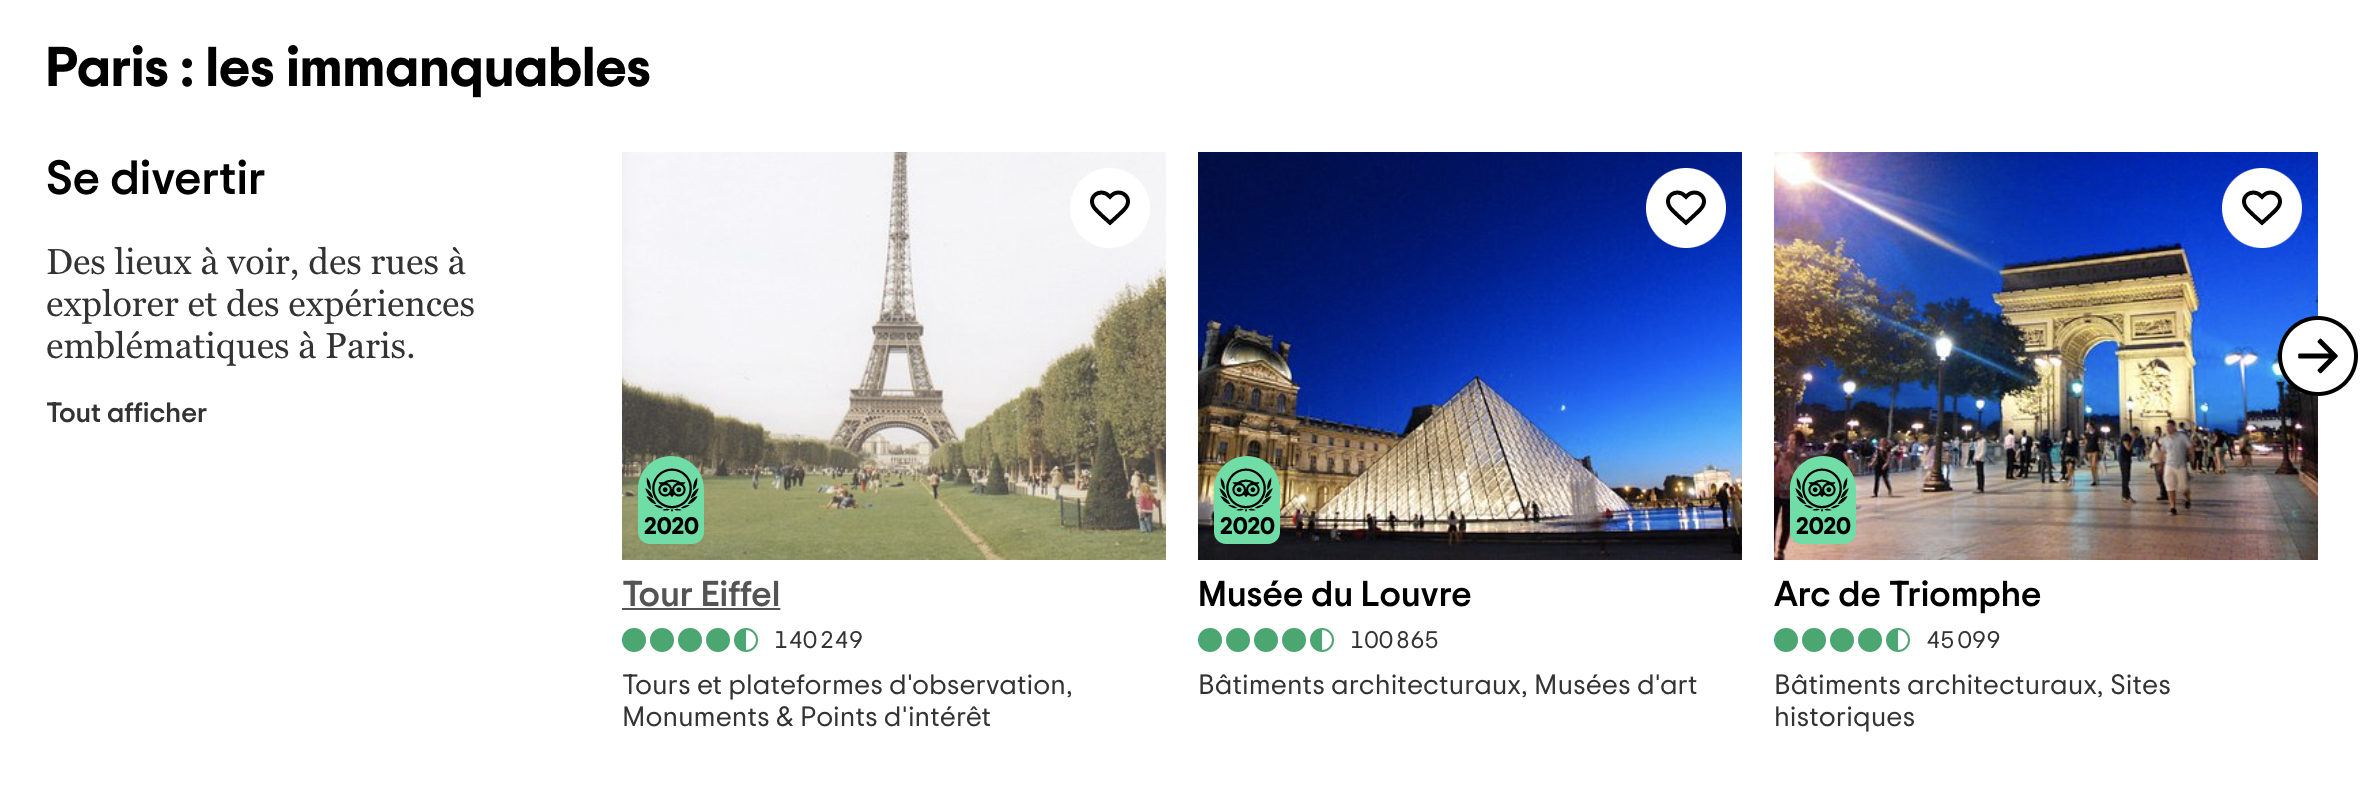 Paris : les immanquables
Se divertir
Des lieux à voir, des rues à
explorer et des expériences
emblématiques à Paris.
Tout afficher
2020
Tour Eiffel
140 249
Tours et plateformes d'observation,
Monuments & Points d'intérêt
2020
Musée du Louvre
100 865
Bâtiments architecturaux, Musées d'art
2020
Arc de Triomphe
45 099
Bâtiments architecturaux, Sites
historiques